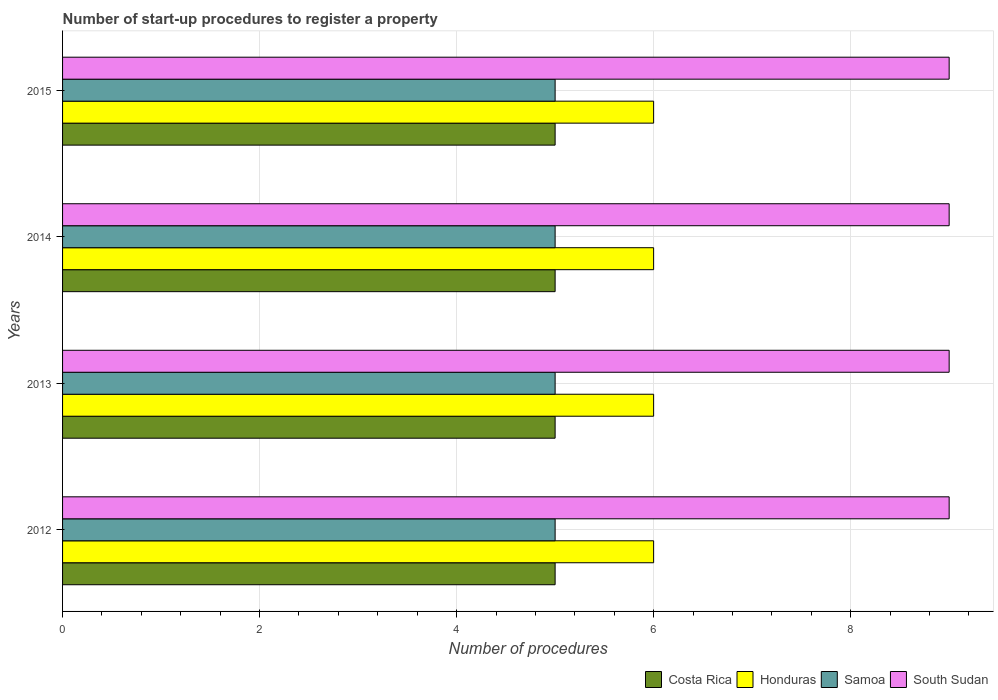 Number of start-up procedures to register a property
2015
2014
2013
2012
Years
0 2 4 6 8
Number of procedures
Costa Rica Honduras Samoa South Sudan